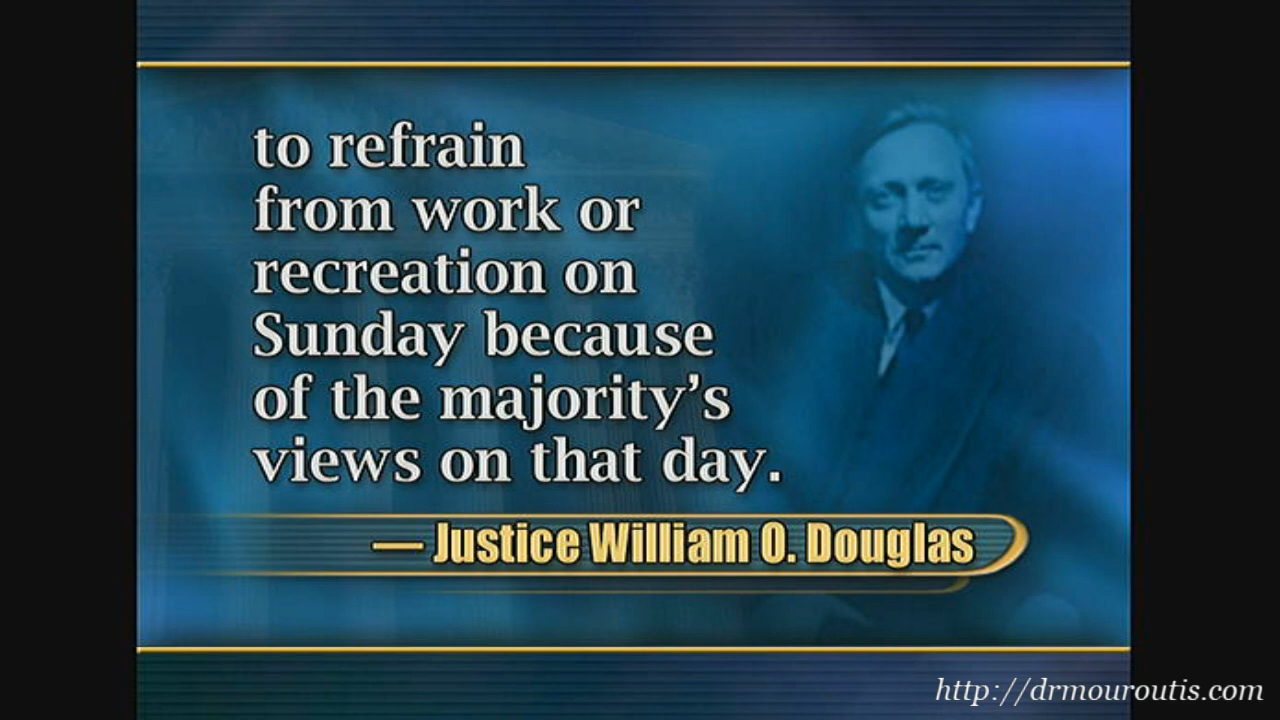 to refrain
from work or
recreation on
Sunday because
of the majority’s
views on that day.
— Justice William O. Douglas
http://drmouroutis.com